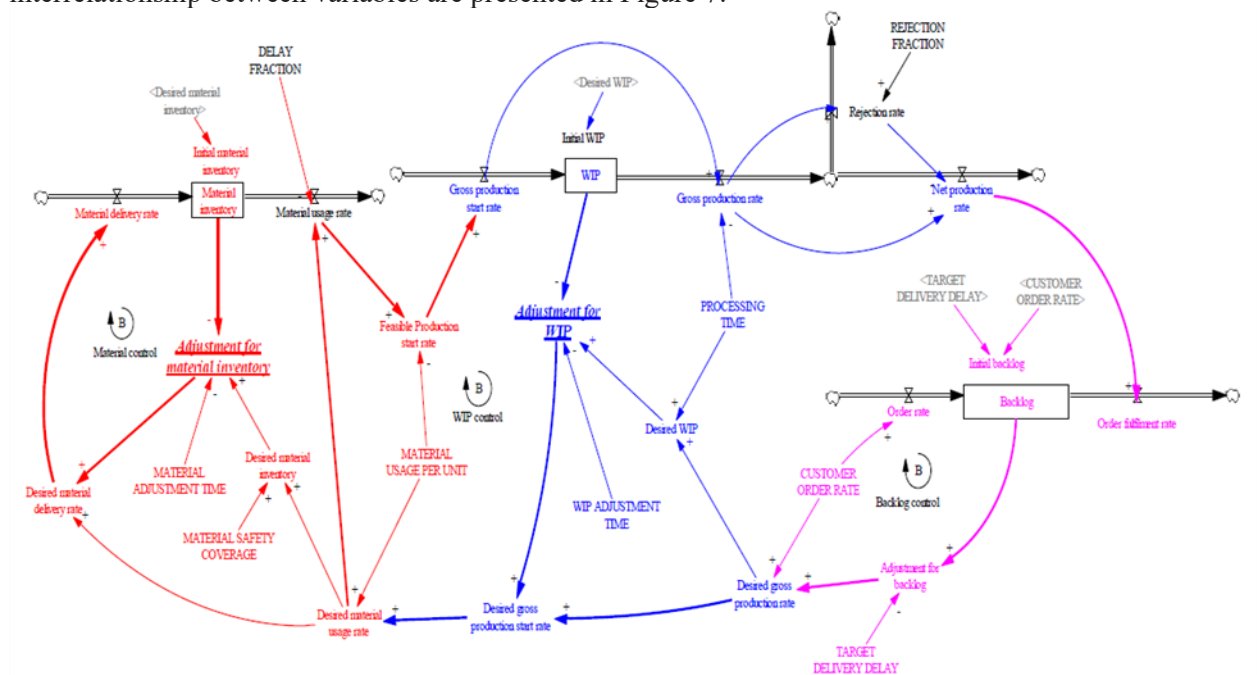 interrelationship between variables are presented in Figure 7.
DELAY
FRACTION
REJECTION
FRACTION
<Desired material
inventory>
<Desired WIP>
Rejection rate
Initial WIP
Initial material
inventory
WIP
Material
inventory
Gross production
start rate
Gross production rate
Net production
rate
Material delivery rate
Material usage rate
<TARGET
DELIVERY DELAY>
<CUSTOMER
ORDER RATE>
PROCESSING
TIME
Adjustment for
WIP
Feasible Production
start rate
B
Material control
Adjustment for
material inventory
Initial backlog
B
WIP control
Backlog
Order rate
Order fulfilment rate
Desired WIP
MATERIAL
USAGE PER UNIT
Desired material
inventory
MATERIAL
ADJUSTMENT TIME
CUSTOMER
ORDER RATE
B
Backlog control
Desired material
delivery rate
WIP ADJUSTMENT
TIME
MATERIAL SAFETY
COVERAGE
Adjustment for
backlog
Desired gross
production rate
Desired gross
production start rate
Desired material
usage rate
TARGET
DELIVERY DELAY